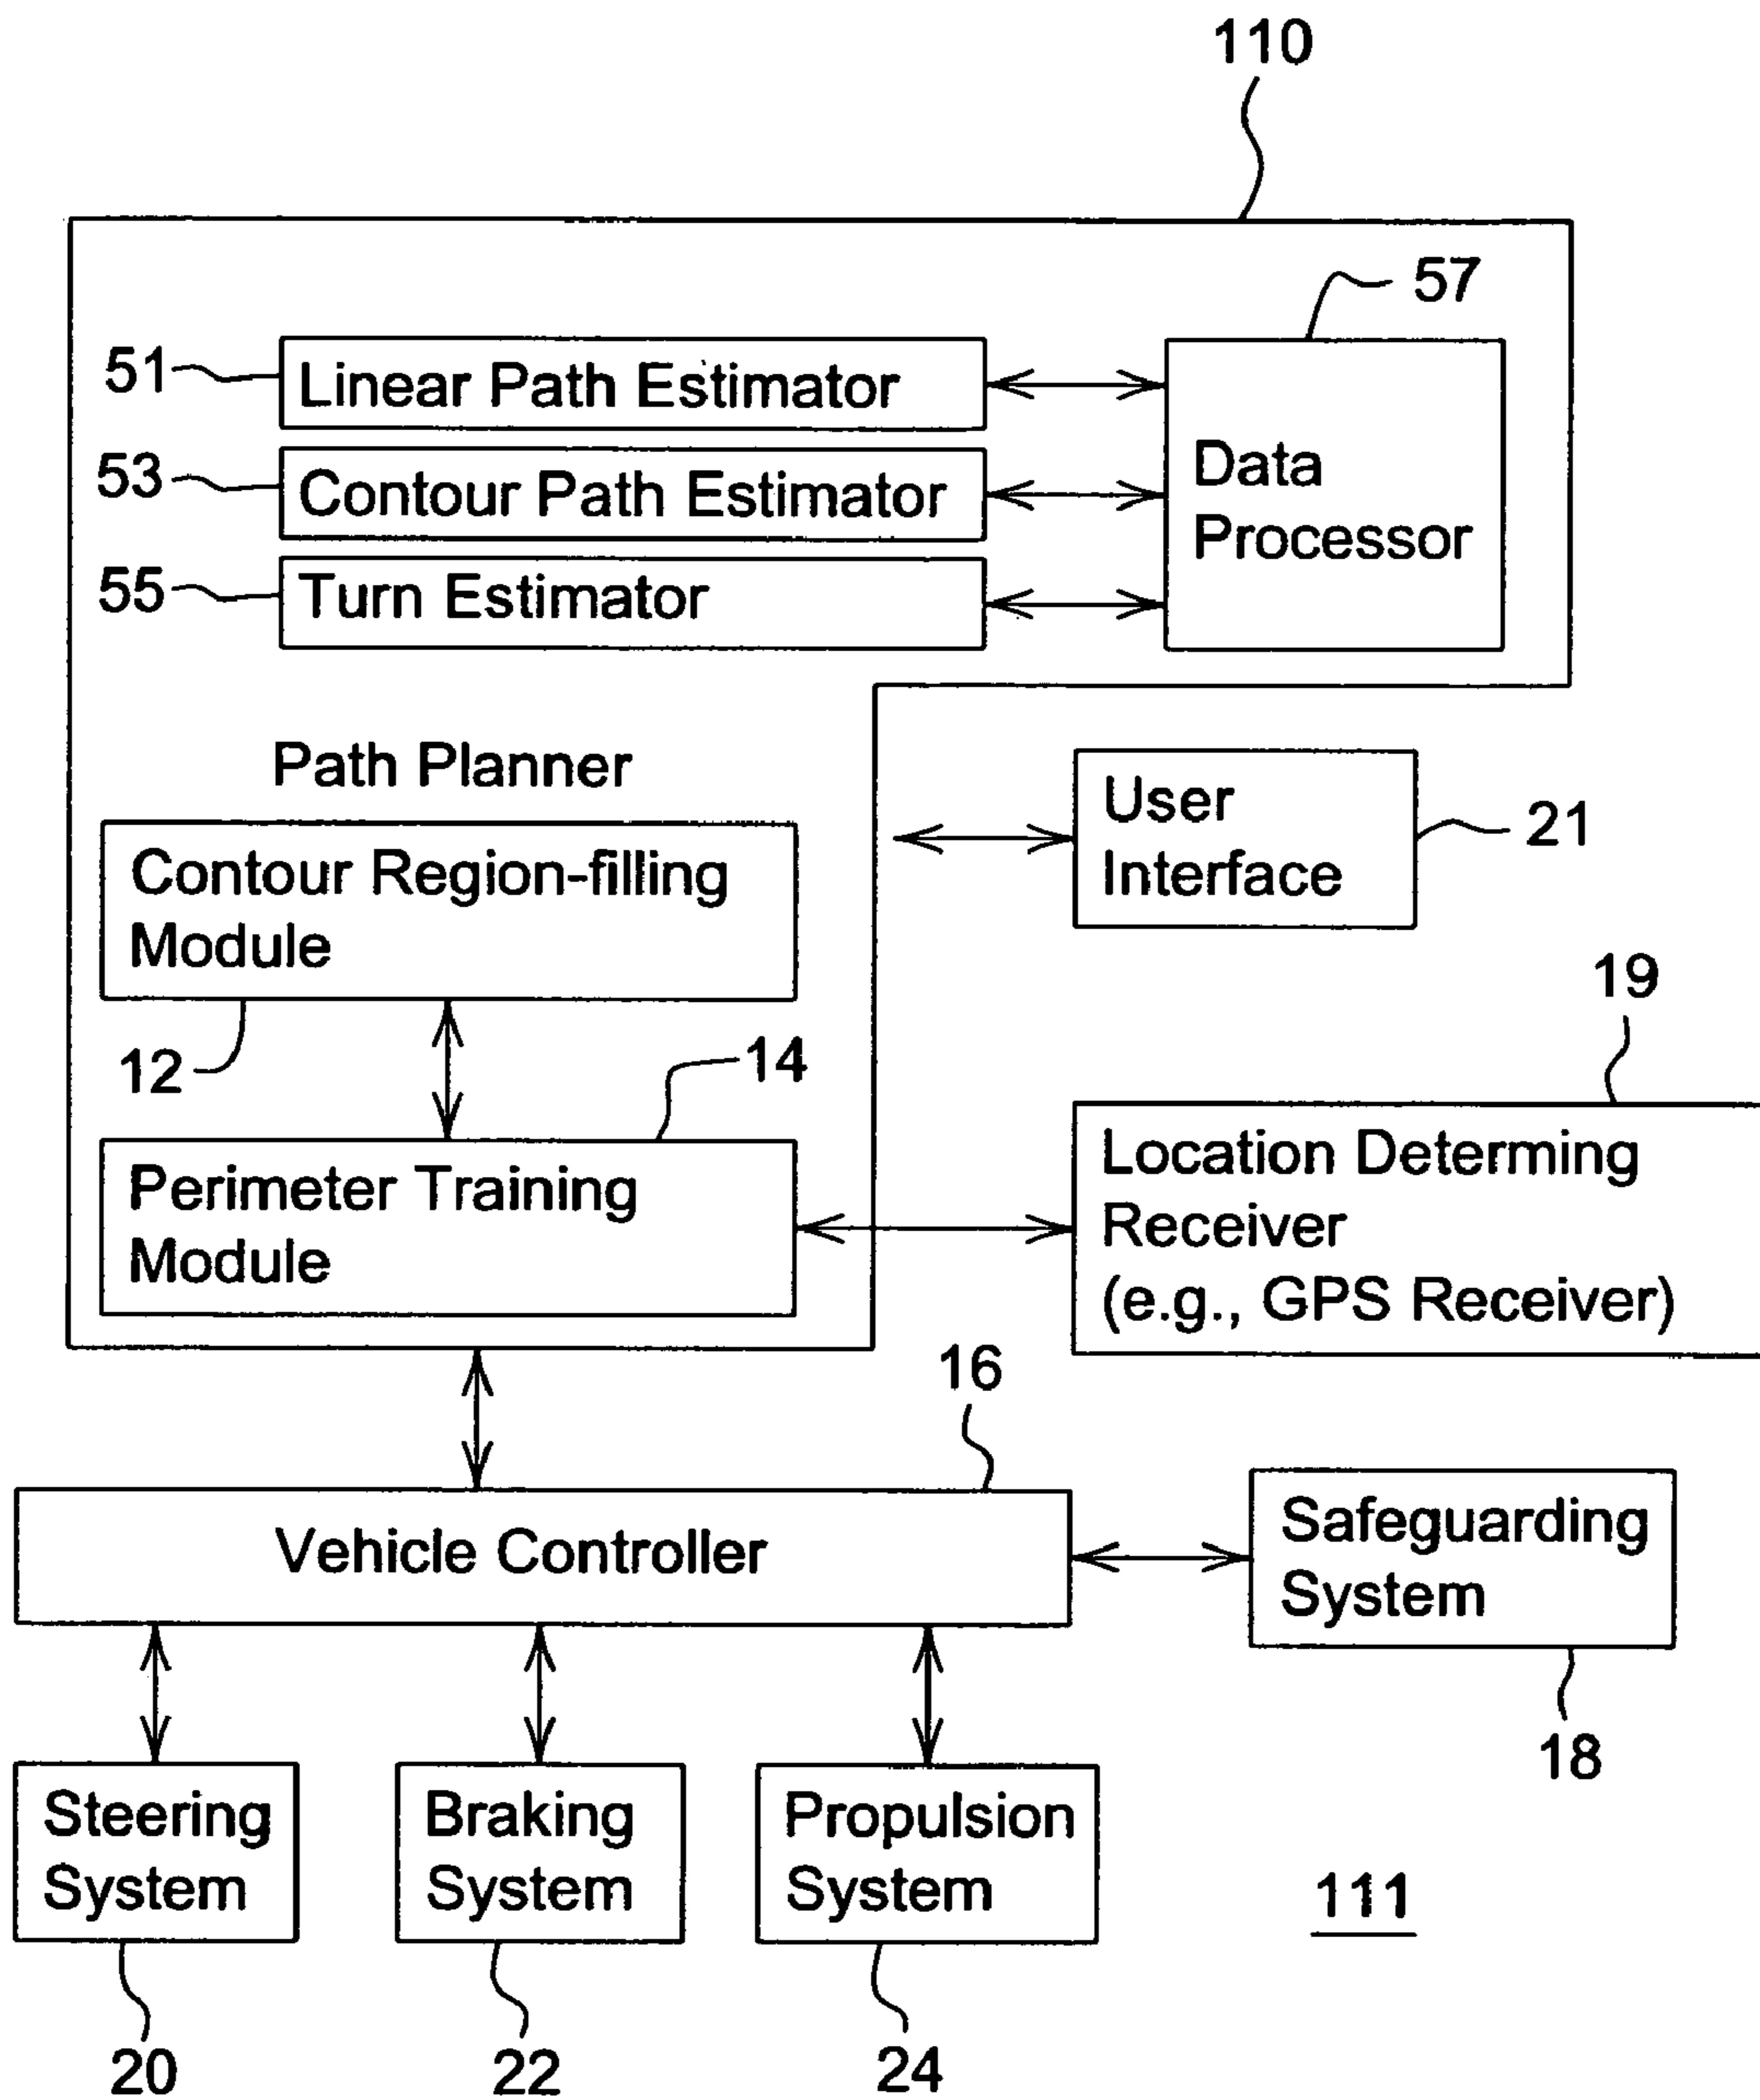 110
57
51
Linear Path Estimator
53
Contour Path Estimator
55
Turn Estimator
Data
Processor
Path Planner
User
Interface
21
Contour Region-filling
Module
12
14
19
Perimeter Training
Module
Location Determing
Receiver
(e.g., GPS Receiver)
16
Vehicle Controller
Safeguarding
System
18
Steering
System
Braking
System
Propulsion
System
111
20
22
24